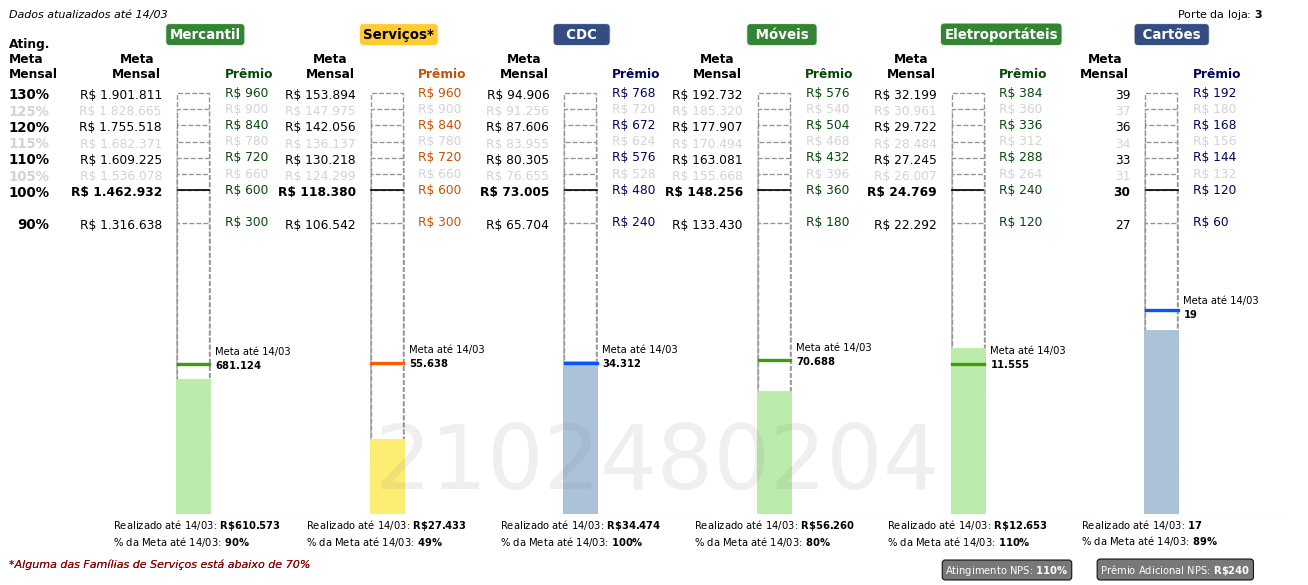 Dados atualizados até 14/03 Porte da loja: 3
Mercantil Serviços* CDC Móveis Eletroportáteis Cartões
Ating.
Meta Meta Meta Meta Meta Meta Meta
Mensal Mensal Prêmio Mensal Prêmio Mensal Prêmio Mensal Prêmio Mensal Prêmio Mensal Prêmio
130% R$ 1.901.811 R$ 960 R$ 153.894 R$ 960 R$ 94.906 R$ 768 R$ 192.732 R$ 576 R$ 32.199 R$ 384 39 R$ 192
125% R$ 1.828.665 R$ 900 R$ 147.975 R$ 900 R$ 91.256 R$ 720 R$ 185.320 R$ 540 R$ 30.961 R$ 360 37 R$ 180
120% R$ 1.755.518 R$ 840 R$ 142.056 R$ 840 R$ 87.606 R$ 672 R$ 177.907 R$ 504 R$ 29.722 R$ 336 36 R$ 168
115% R$ 1.682.371 R$ 780 R$ 136.137 R$ 780 R$ 83.955 R$ 624 R$ 170.494 R$ 468 R$ 28.484 R$ 312 34 R$ 156
110% R$ 1.609.225 R$ 720 R$ 130.218 R$ 720 R$ 80.305 R$ 576 R$ 163.081 R$ 432 R$ 27.245 R$ 288 33 R$ 144
105% R$ 1.536.078 R$ 660 R$ 124.299 R$ 660 R$ 76.655 R$ 528 R$ 155.668 R$ 396 R$ 26.007 R$ 264 31 R$ 132
100% R$ 1.462.932 R$ 600 R$ 118.380 R$ 600 R$ 73.005 R$ 480 R$ 148.256 R$ 360 R$ 24.769 R$ 240 30 R$ 120
90% R$ 1.316.638 R$ 300 R$ 106.542 R$ 300 R$ 65.704 R$ 240 R$ 133.430 R$ 180 R$ 22.292 R$ 120 27 R$ 60
Meta até 14/03
19
Meta até 14/03 Meta até 14/03 Meta até 14/03 Meta até 14/03 Meta até 14/03
681.124 55.638 34.312 70.688 11.555
2102480204
Realizado até 14/03: R$610.573 Realizado até 14/03: R$27.433 Realizado até 14/03: R$34.474 Realizado até 14/03: R$56.260 Realizado até 14/03: R$12.653 Realizado até 14/03: 17
% da Meta até 14/03: 90% % da Meta até 14/03: 49% % da Meta até 14/03: 100% % da Meta até 14/03: 80% % da Meta até 14/03: 110% % da Meta até 14/03: 89%
*Alguma das Famílias de Serviços está abaixo de 70% Atingimento NPS: 110% Prêmio Adicional NPS: R$240